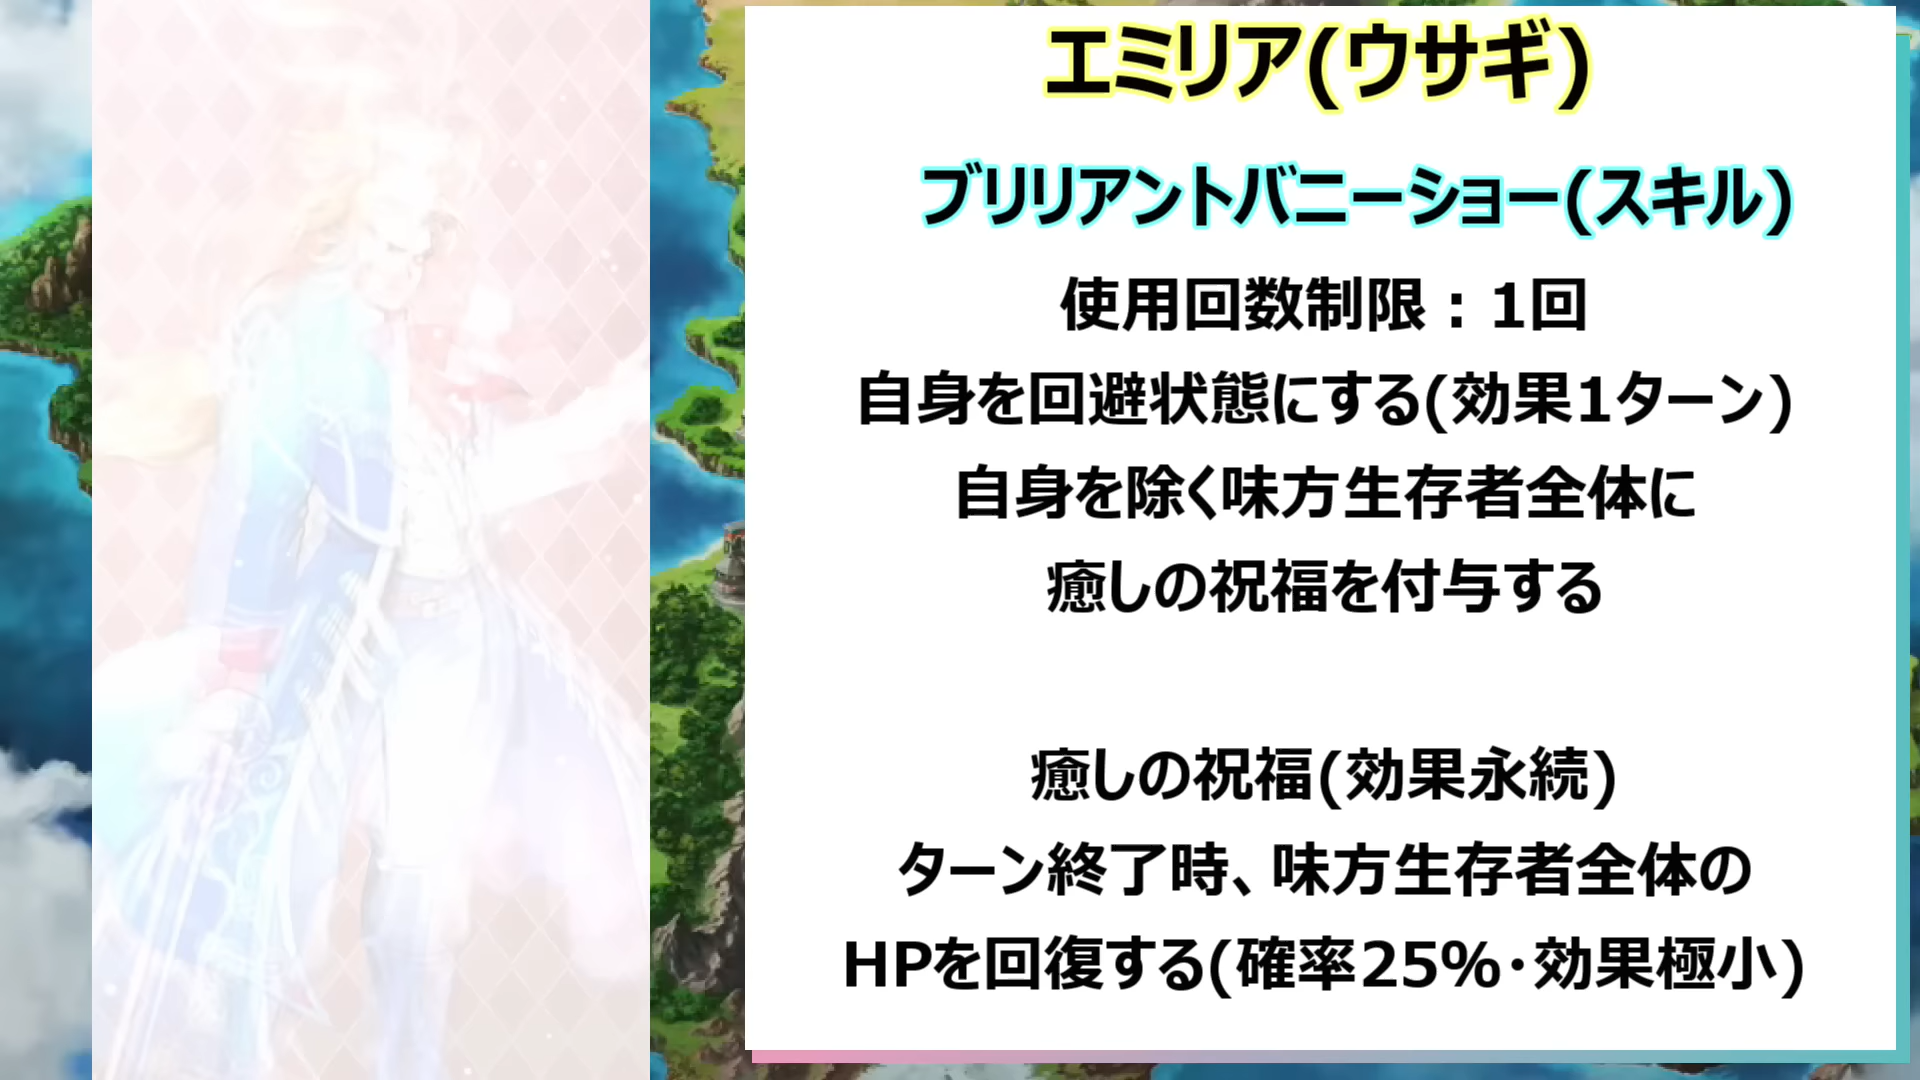 エミリア(ウサギ)
ブリリアントバニーショー(スキル)
使用回数制限：1回
自身を回避状態にする(効果1ターン)
自身を除く味方生存者全体に
癒しの祝福を付与する
癒しの祝福(効果永続)
ターン終了時、味方生存者全体の
HPを回復する(確率25%･効果極小)